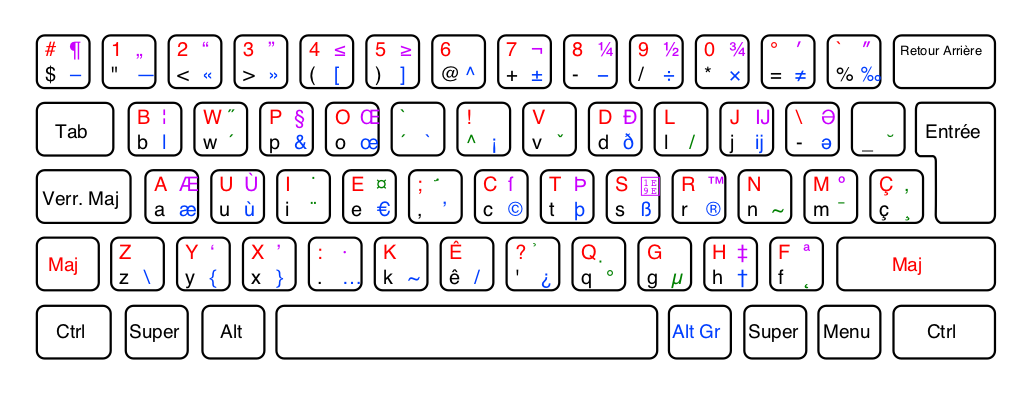 # ¶ 1 „ 2 “ 3 ” 4 ≤ 5 ≥ 6 7 ¬ 8 ¼ 9 ½ 0 ¾ ° ′ ` ″ Retour Arrière
$ – " — < « > » ( [ ) ] @ ^ + ± - − / ÷ * × = ≠ % ‰
Tab B ¦ W ˝ P § O Œ ` ! V D Ð L J Ĳ \ Ə ˘ Entrée
b | w ´ p & o œ ´ ` ^ ¡ v ˇ d ð l / j ĳ - ə _
Verr. Maj A Æ U Ù I ˙ E ¤ ; C ſ T Þ S 1E9E R ™ N M º Ç ,
a æ u ù i ¨ e € , ’ c © t þ s ß r ® n ~ m ¯ ç ¸
Maj Z Y ‘ X ’ : · K Ê ? Q G H ‡ F ª Maj
z \ y { x } . … k ~ ê / ' ¿ q ° g µ h † f ˛
Ctrl Super Alt Alt Gr Super Menu Ctrl